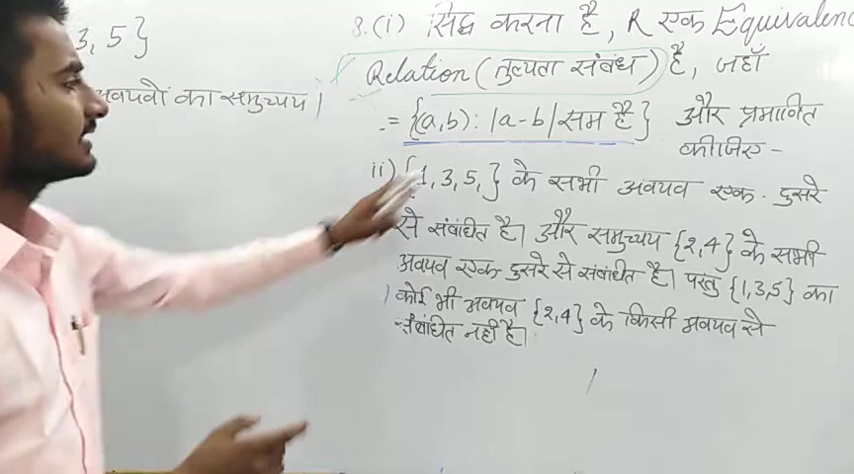 3, 5}
अवयवों का समुच्चय।
8. (i) सिद्ध करना है, R एक Equivalenc
Relation (तुल्यता संबंध) है, जहाँ
= {(a,b): |a-b| सम है} और प्रमाणित
कीजिए -
ii) {1,3,5,} के सभी अवयव एक दुसरे
से संबंधित है। और समुच्चय {2,4} के सभी
अवयव एक दुसरे से संबंधित है। परंतु {1,3,5} का
कोई भी अवयव {2,4} के किसी अवयव से
संबंधित नहीं है।